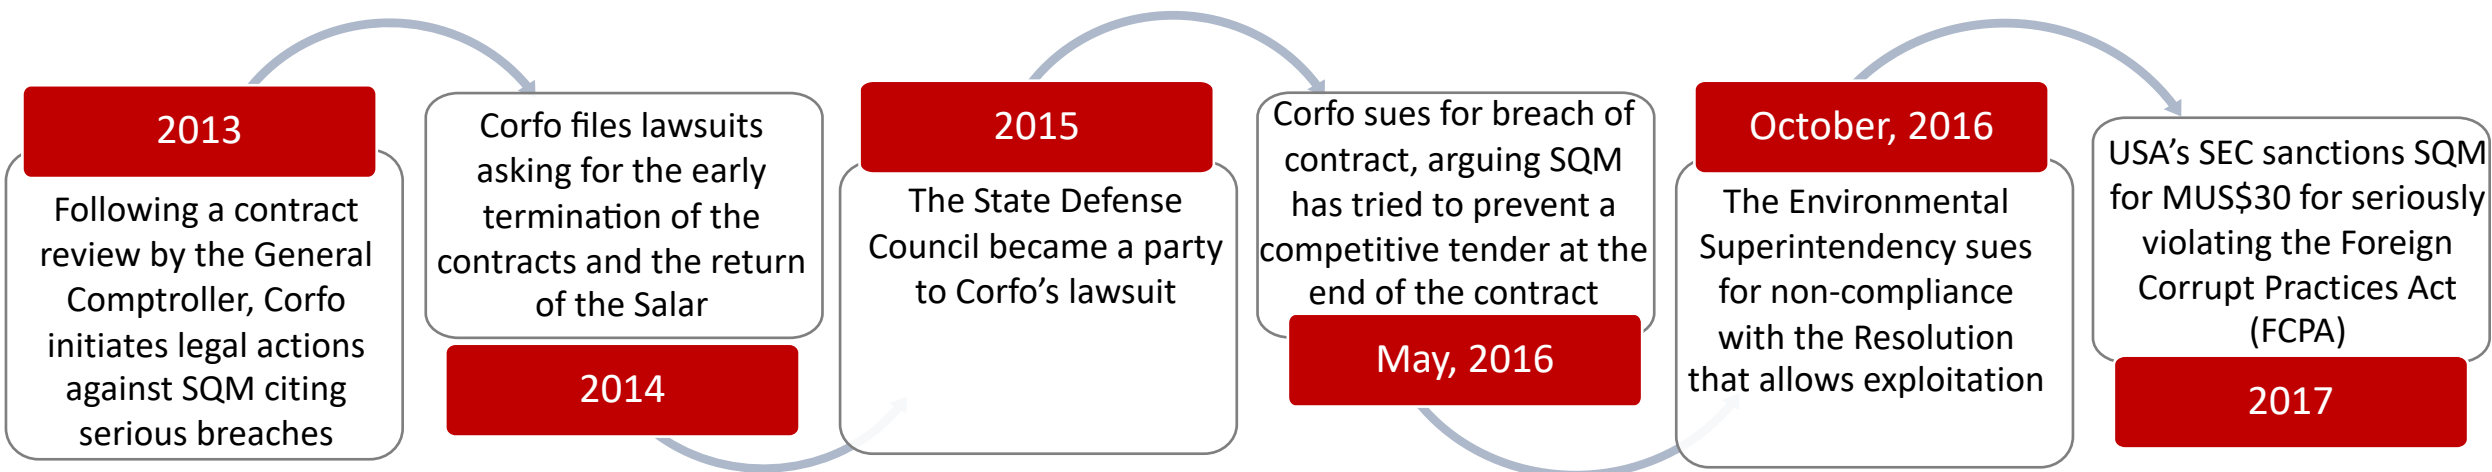 2013
Following a contract
review by the General
Comptroller, Corfo
initiates legal actions
against SQM citing
serious breaches
Corfo files lawsuits
asking for the early
termination of the
contracts and the return
of the Salar
2014
2015
The State Defense
Council became a party
to Corfo’s lawsuit
Corfo sues for breach of
contract, arguing SQM
has tried to prevent a
competitive tender at the
end of the contract
May, 2016
October, 2016
The Environmental
Superintendency sues
for non-compliance
with the Resolution
that allows exploitation
USA’s SEC sanctions SQM
for MUS$30 for seriously
violating the Foreign
Corrupt Practices Act
(FCPA)
2017